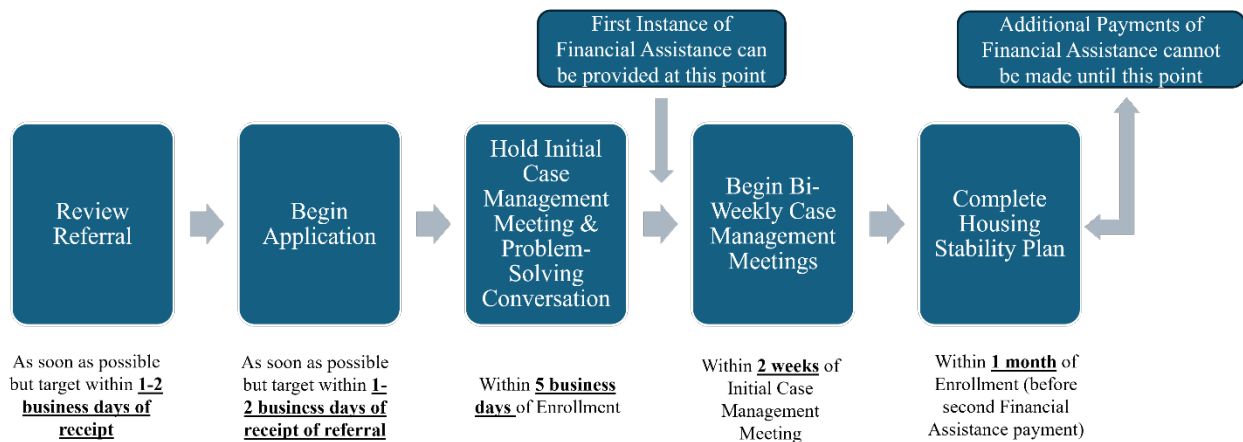 First Instance of
Financial Assistance can
be provided at this point
Additional Payments of
Financial Assistance cannot
be made until this point
Review
Referral
Begin
Application
Hold Initial
Case
Management
Meeting &
Problem-
Solving
Conversation
Begin Bi-
Weekly Case
Management
Meetings
Complete
Housing
Stability Plan
As soon as possible
but target within 1-2
business days of
receipt
As soon as possible
but target within 1-
2 business days of
receipt of referral
Within 5 business
days of Enrollment
Within 2 weeks of
Initial Case
Management
Meeting
Within 1 month of
Enrollment (before
second Financial
Assistance payment)